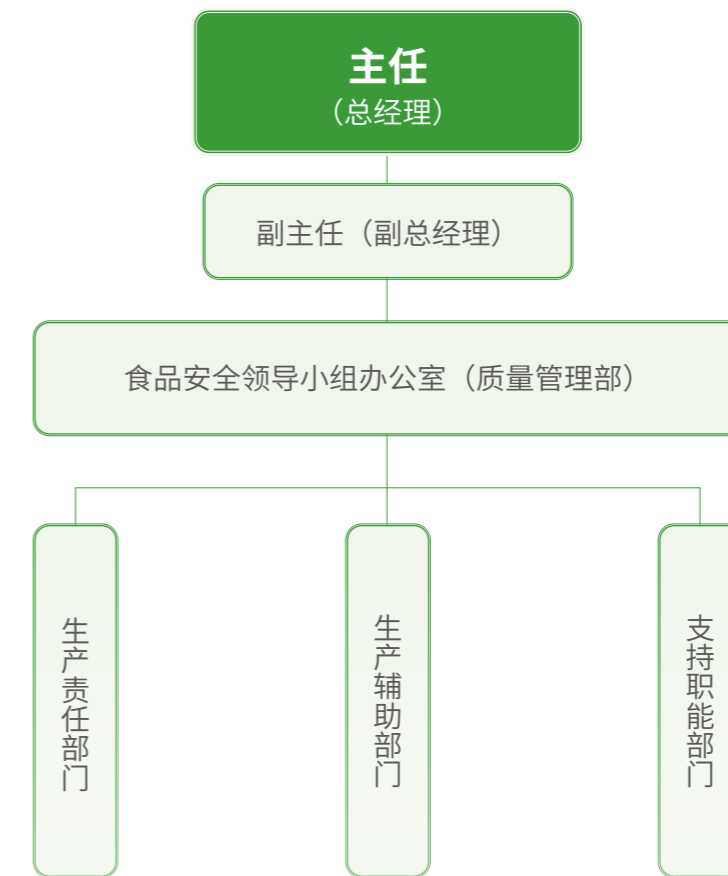 主任
（总经理）
副主任（副总经理）
食品安全领导小组办公室（质量管理部）
生产责任部门
生产辅助部门
支持职能部门